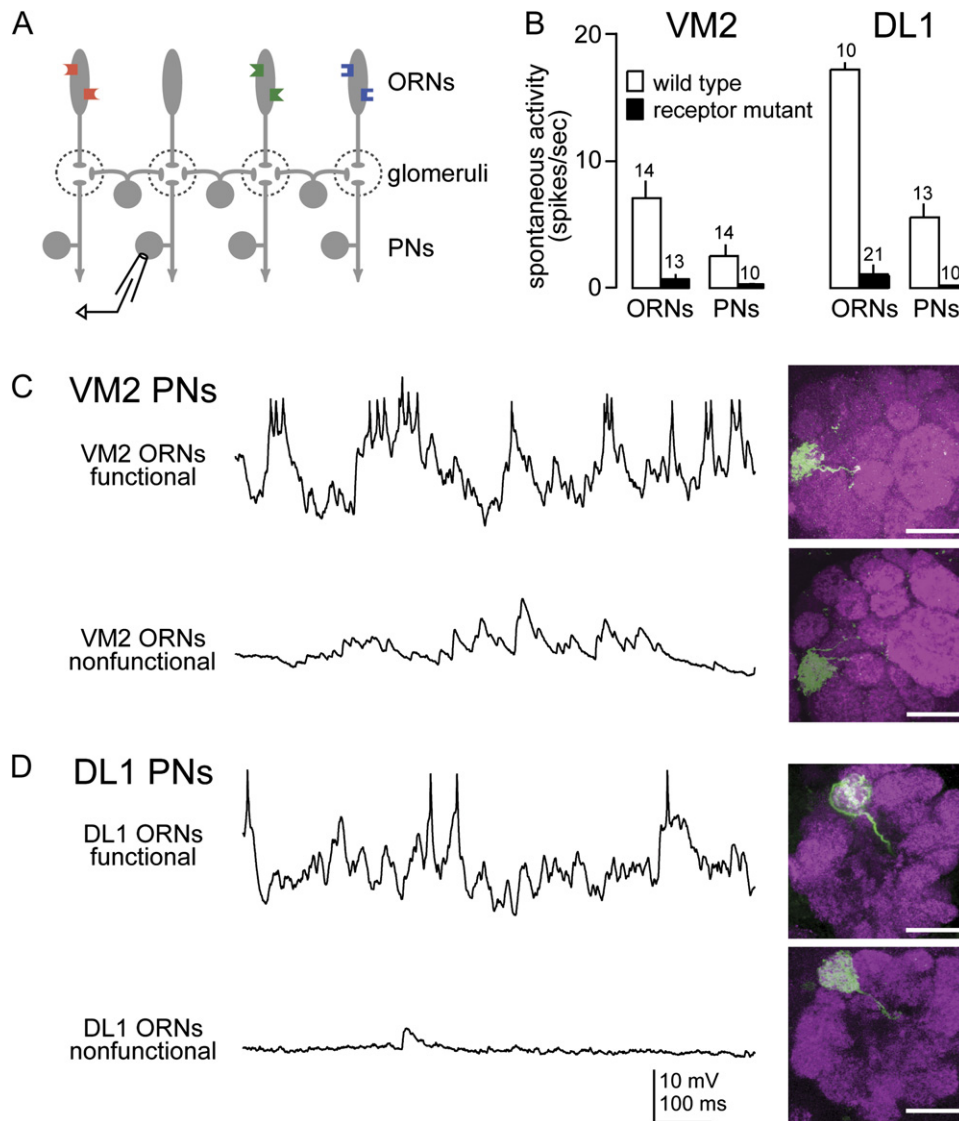 A
ORNs
glomeruli
PNs
B
VM2
DL1
spontaneous activity
(spikes/sec)
20
10
0
wild type
receptor mutant
14
13
14
10
10
21
13
10
ORNs
PNs
ORNs
PNs
C
VM2 PNs
VM2 ORNs
functional
VM2 ORNs
nonfunctional
D
DL1 PNs
DL1 ORNs
functional
DL1 ORNs
nonfunctional
10 mV
100 ms